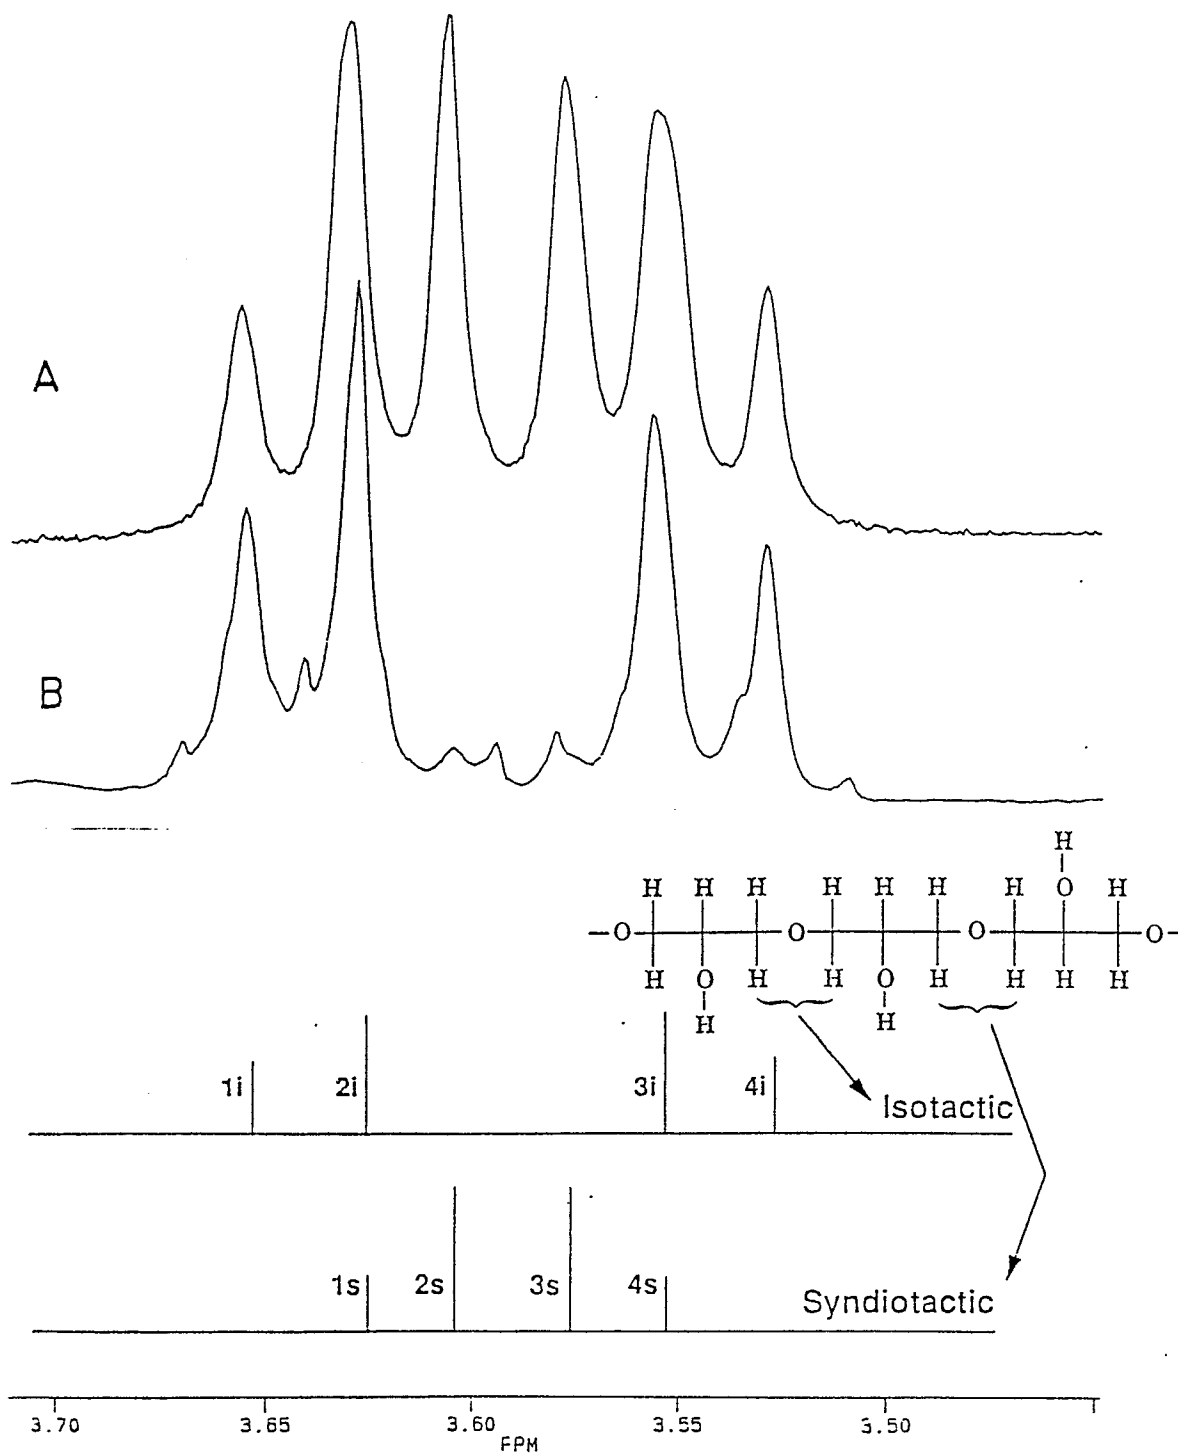 A
B
H
O
H H H H H H H O H
O O O O
H O H H O H H H H
H H
1i 2i 3i 4i
Isotactic
1s 2s 3s 4s
Syndiotactic
3.70 3.65 3.60 3.55 3.50
PPM